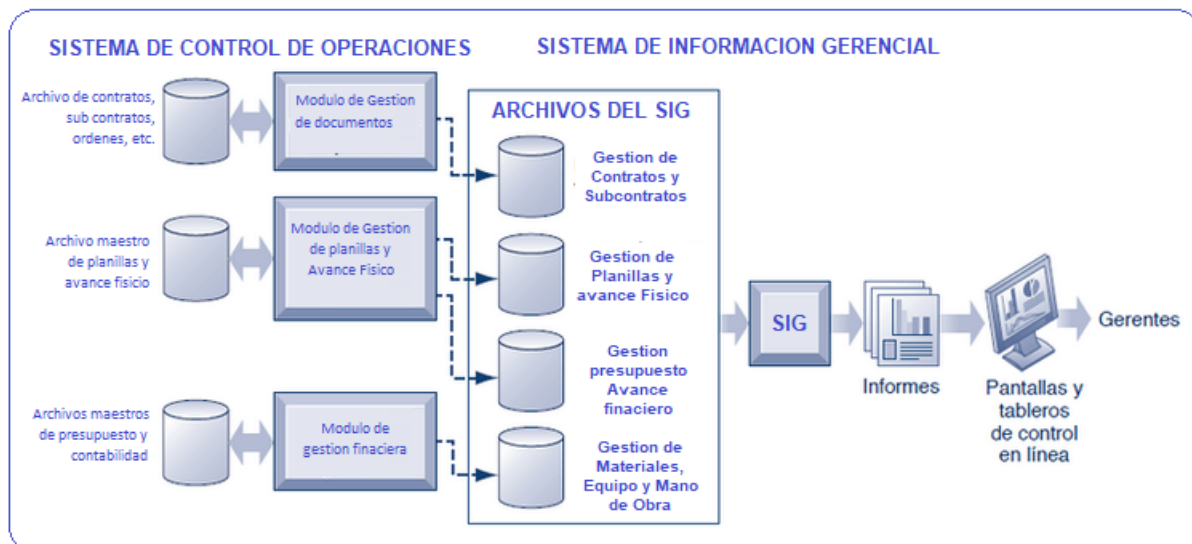 SISTEMA DE CONTROL DE OPERACIONES
SISTEMA DE INFORMACION GERENCIAL
Archivo de contratos,
sub contratos,
ordenes, etc.
Modulo de Gestion
de documentos
Archivo maestro
de planillas y
avance fisicio
Modulo de Gestion
de planillas y
Avance Fisico
Archivos maestros
de presupuesto y
contabilidad
Modulo de
gestion finaciera
ARCHIVOS DEL SIG
Gestion de
Contratos y
Subcontratos
Gestion de
Planillas y
avance Fisico
Gestion
presupuesto
Avance
finaciero
Gestion de
Materiales,
Equipo y Mano
de Obra
SIG
Informes
Pantallas y
tableros
de control
en línea
Gerentes